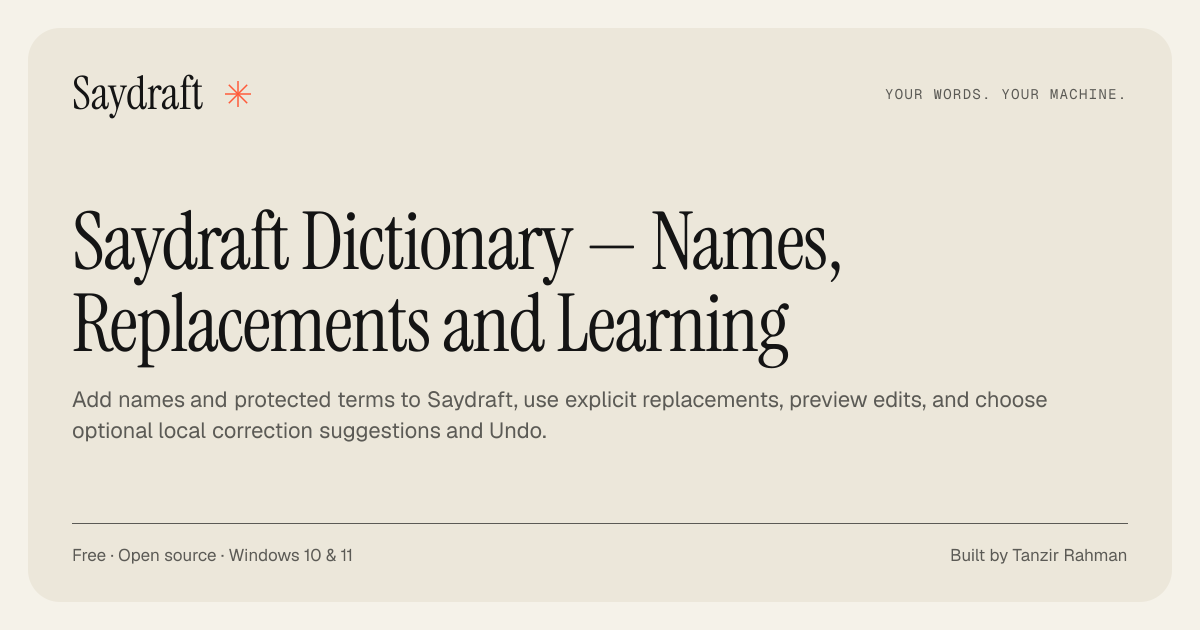 Saydraft
YOUR WORDS. YOUR MACHINE.
Saydraft Dictionary — Names,
Replacements and Learning
Add names and protected terms to Saydraft, use explicit replacements, preview edits, and choose
optional local correction suggestions and Undo.
Free · Open source · Windows 10 & 11
Built by Tanzir Rahman